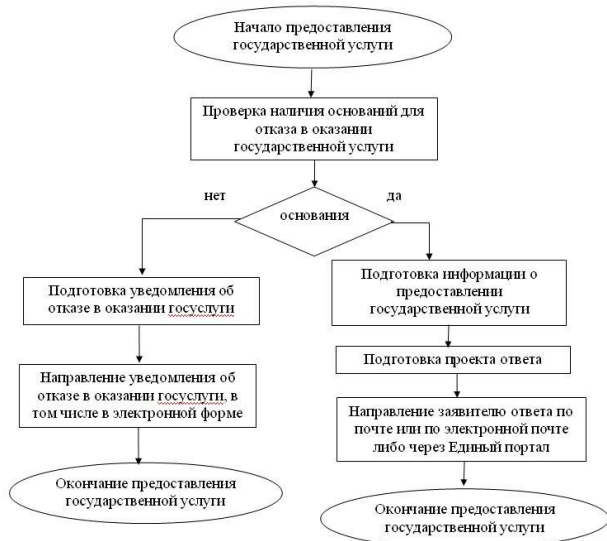 Начало предоставления
государственной услуги
Проверка наличия оснований для
отказа в оказании
государственной услуги
нет
да
основания
Подготовка уведомления об
отказе в оказании госуслуги
Направление уведомления об
отказе в оказании госуслуги, в
том числе в электронной форме
Окончание предоставления
государственной услуги
Подготовка информации о
предоставлении
государственной услуги
Подготовка проекта ответа
Направление заявителю ответа по
почте или по электронной почте
либо через Единый портал
Окончание предоставления
государственной услуги